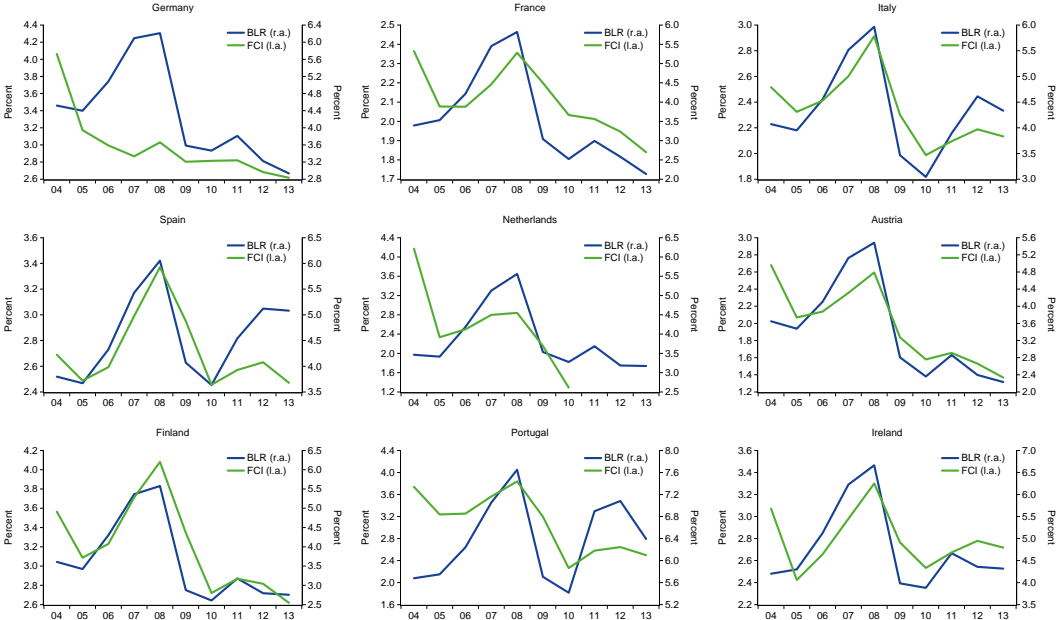 Germany
4.4
4.2
4.0
3.8
3.6
3.4
3.2
3.0
2.8
2.6
Percent
6.4
6.0
5.6
5.2
4.8
4.4
4.0
3.6
3.2
2.8
Percent
BLR (r.a.)
FCI (l.a.)
04 05 06 07 08 09 10 11 12 13
France
2.5
2.4
2.3
2.2
2.1
2.0
1.9
1.8
1.7
Percent
6.0
5.5
5.0
4.5
4.0
3.5
3.0
2.5
2.0
Percent
BLR (r.a.)
FCI (l.a.)
04 05 06 07 08 09 10 11 12 13
Italy
3.0
2.8
2.6
2.4
2.2
2.0
1.8
Percent
6.0
5.5
5.0
4.5
4.0
3.5
3.0
Percent
BLR (r.a.)
FCI (l.a.)
04 05 06 07 08 09 10 11 12 13
Spain
3.6
3.4
3.2
3.0
2.8
2.6
2.4
Percent
6.5
6.0
5.5
5.0
4.5
4.0
3.5
Percent
BLR (r.a.)
FCI (l.a.)
04 05 06 07 08 09 10 11 12 13
Netherlands
4.4
4.0
3.6
3.2
2.8
2.4
2.0
1.6
1.2
Percent
6.5
6.0
5.5
5.0
4.5
4.0
3.5
3.0
2.5
Percent
BLR (r.a.)
FCI (l.a.)
04 05 06 07 08 09 10 11 12 13
Austria
3.0
2.8
2.6
2.4
2.2
2.0
1.8
1.6
1.4
1.2
Percent
5.6
5.2
4.8
4.4
4.0
3.6
3.2
2.8
2.4
2.0
Percent
BLR (r.a.)
FCI (l.a.)
04 05 06 07 08 09 10 11 12 13
Finland
4.2
4.0
3.8
3.6
3.4
3.2
3.0
2.8
2.6
Percent
6.5
6.0
5.5
5.0
4.5
4.0
3.5
3.0
2.5
Percent
BLR (r.a.)
FCI (l.a.)
04 05 06 07 08 09 10 11 12 13
Portugal
4.4
4.0
3.6
3.2
2.8
2.4
2.0
1.6
Percent
8.0
7.6
7.2
6.8
6.4
6.0
5.6
5.2
Percent
BLR (r.a.)
FCI (l.a.)
04 05 06 07 08 09 10 11 12 13
Ireland
3.6
3.4
3.2
3.0
2.8
2.6
2.4
2.2
Percent
7.0
6.5
6.0
5.5
5.0
4.5
4.0
3.5
Percent
BLR (r.a.)
FCI (l.a.)
04 05 06 07 08 09 10 11 12 13